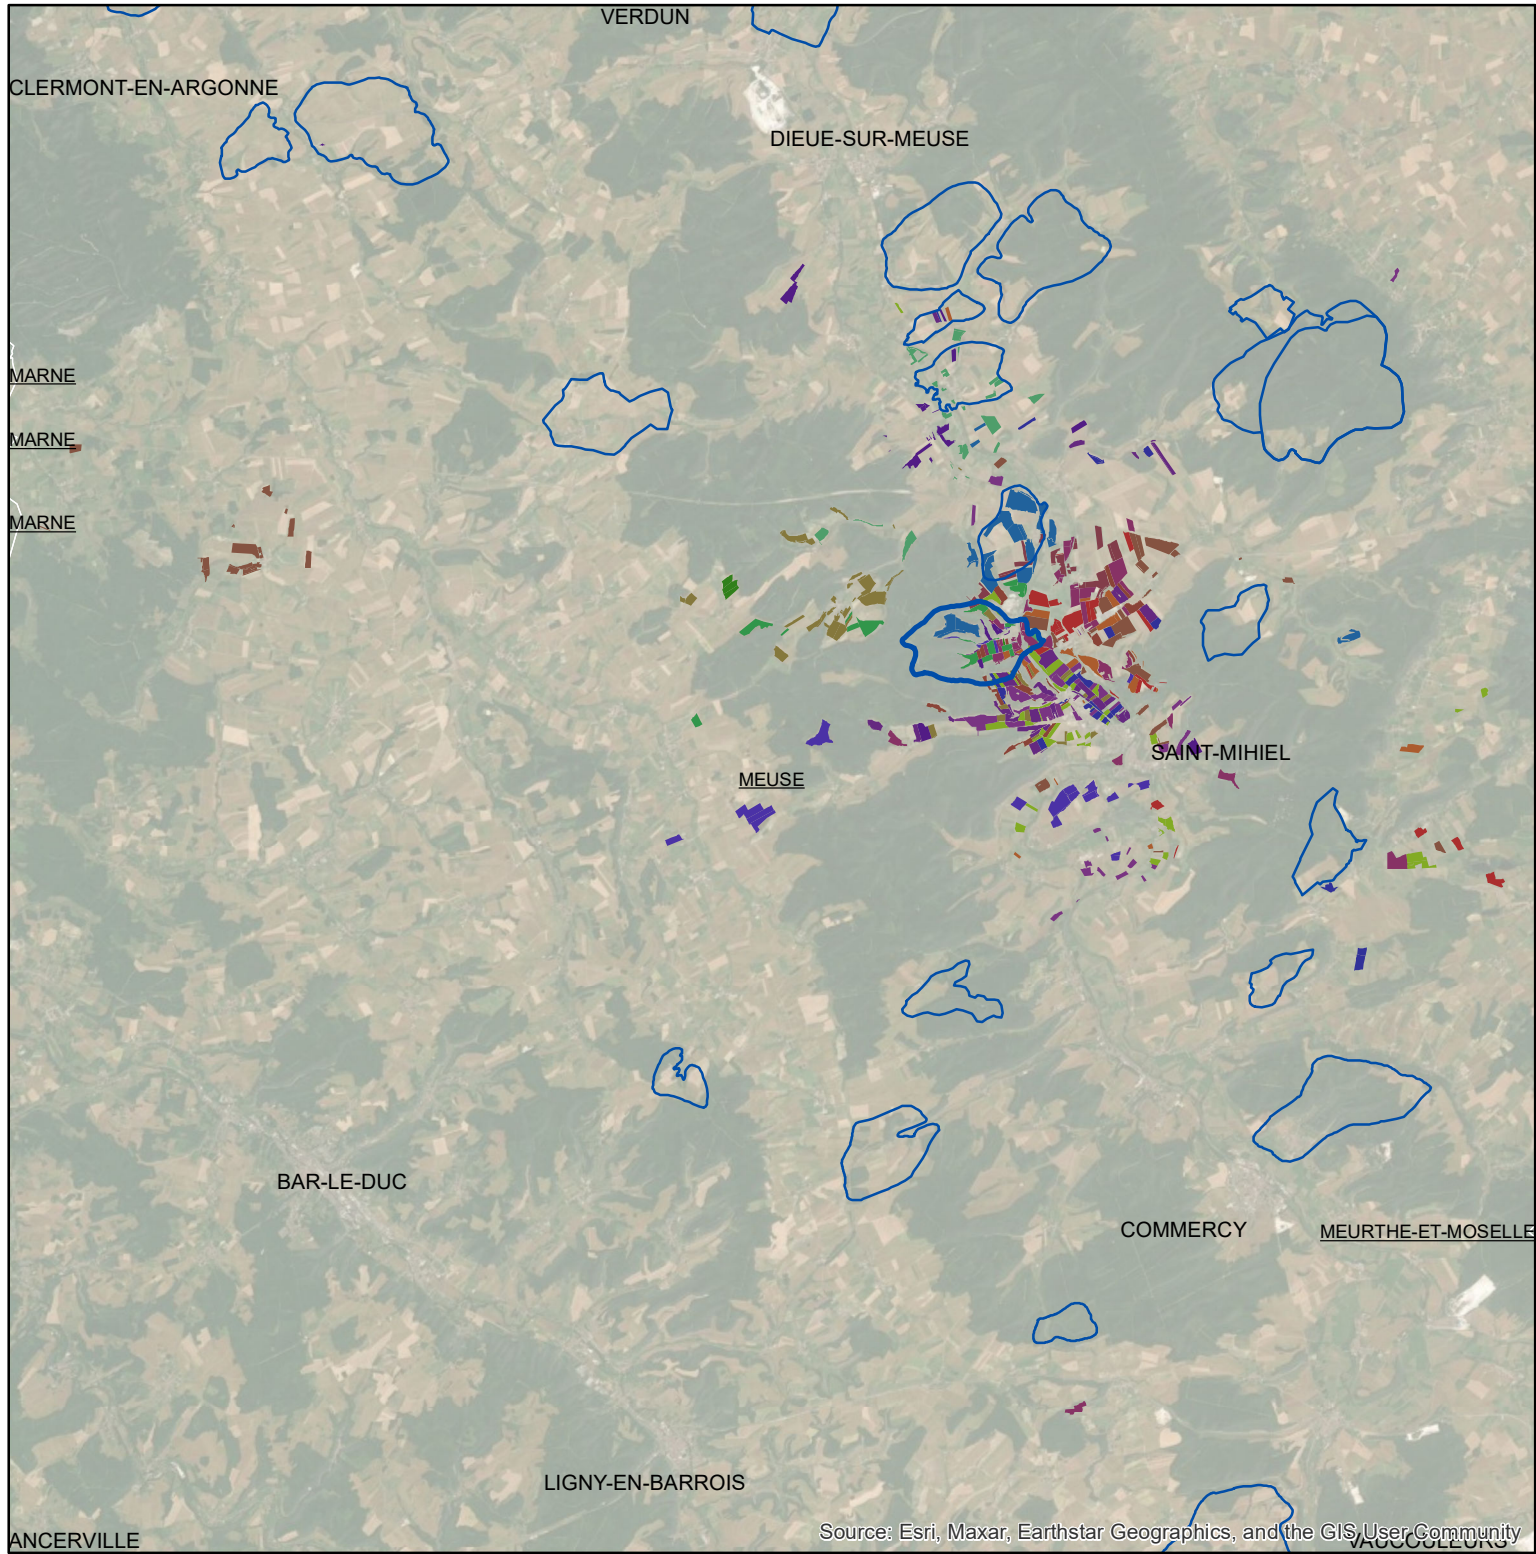 VERDUN
CLERMONT-EN-ARGONNE
DIEUE-SUR-MEUSE
MARNE
MARNE
MARNE
SAINT-MIHIEL
MEUSE
BAR-LE-DUC
COMMERCY
MEURTHE-ET-MOSELLE
LIGNY-EN-BARROIS
Source: Esri, Maxar, Earthstar Geographics, and the GIS User Community
ANCERVILLE
VAUCOULEURS